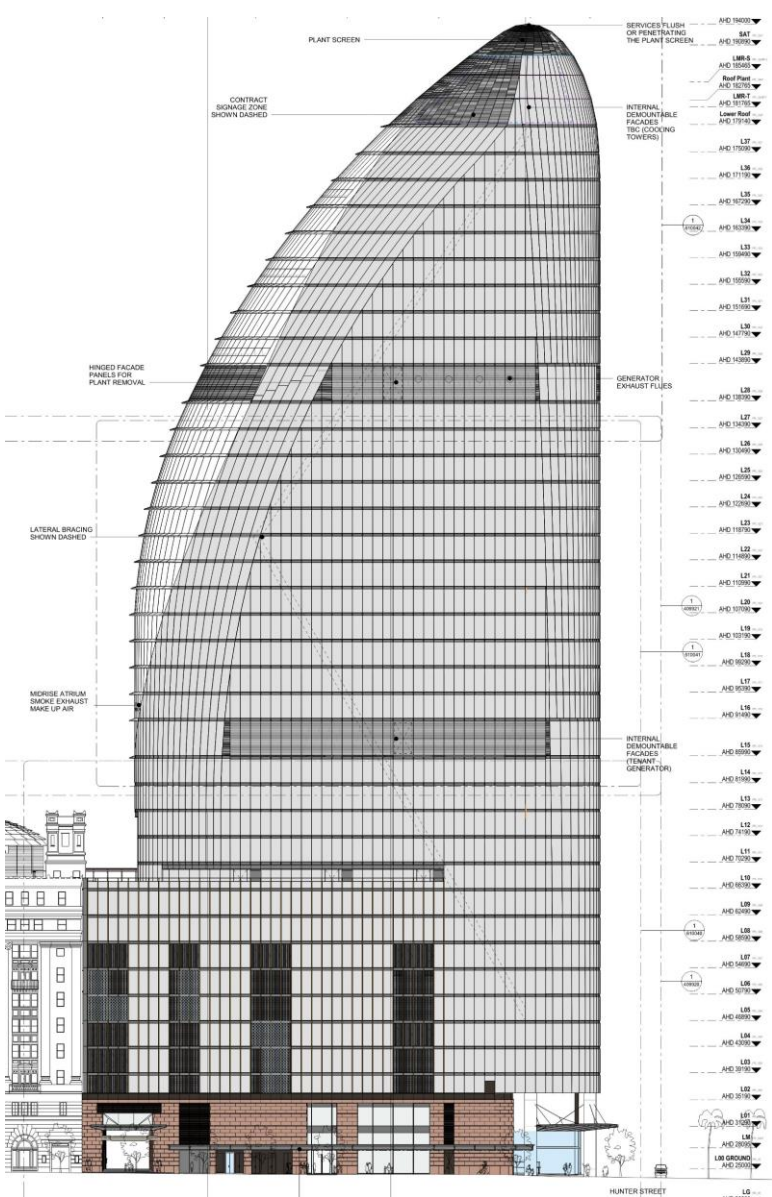 SERVICES FLUSH
OR PENETRATING
THE PLANT SCREEN
PLANT SCREEN
CONTRACT
SIGNAGE ZONE
SHOWN DASHED
INTERNAL
DEMOUNTABLE
FACADES
TBC (COOLING
TOWERS)
HINGED FACADE
PANELS FOR
PLANT REMOVAL
GENERATOR
EXHAUST FLUES
LATERAL BRACING
SHOWN DASHED
MIDRISE ATRIUM
SMOKE EXHAUST
MAKE UP AIR
INTERNAL
DEMOUNTABLE
FACADES
(TENANT
GENERATOR)
AHD 194000
SAT
AHD 190890
LMR-S
AHD 185465
Roof Plant
AHD 182765
LMR-T
AHD 181765
Lower Roof
AHD 179140
L37
AHD 175090
L36
AHD 171190
L35
AHD 167290
L34
AHD 163390
L33
AHD 159490
L32
AHD 155590
L31
AHD 151690
L30
AHD 147790
L29
AHD 143890
L28
AHD 138390
L27
AHD 134390
L26
AHD 130490
L25
AHD 126590
L24
AHD 122690
L23
AHD 118790
L22
AHD 114890
L21
AHD 110990
L20
AHD 107090
L19
AHD 103190
L18
AHD 99290
L17
AHD 95390
L16
AHD 91490
L15
AHD 85990
L14
AHD 81990
L13
AHD 78090
L12
AHD 74190
L11
AHD 70290
L10
AHD 66390
L09
AHD 62490
L08
AHD 58590
L07
AHD 54690
L06
AHD 50790
L05
AHD 46890
L04
AHD 43090
L03
AHD 39190
L02
AHD 35190
L01
AHD 31290
LM
AHD 28095
L00 GROUND
AHD 25000
HUNTER STREET
LG
1
1
1
1
1